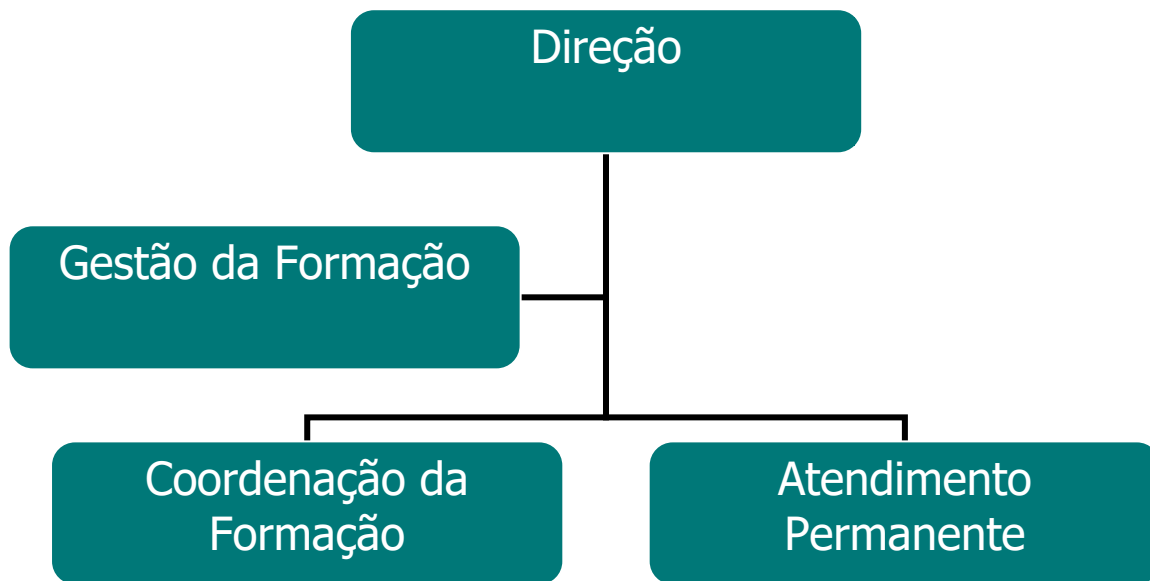 Direção
Gestão da Formação
Coordenação da
Formação
Atendimento
Permanente